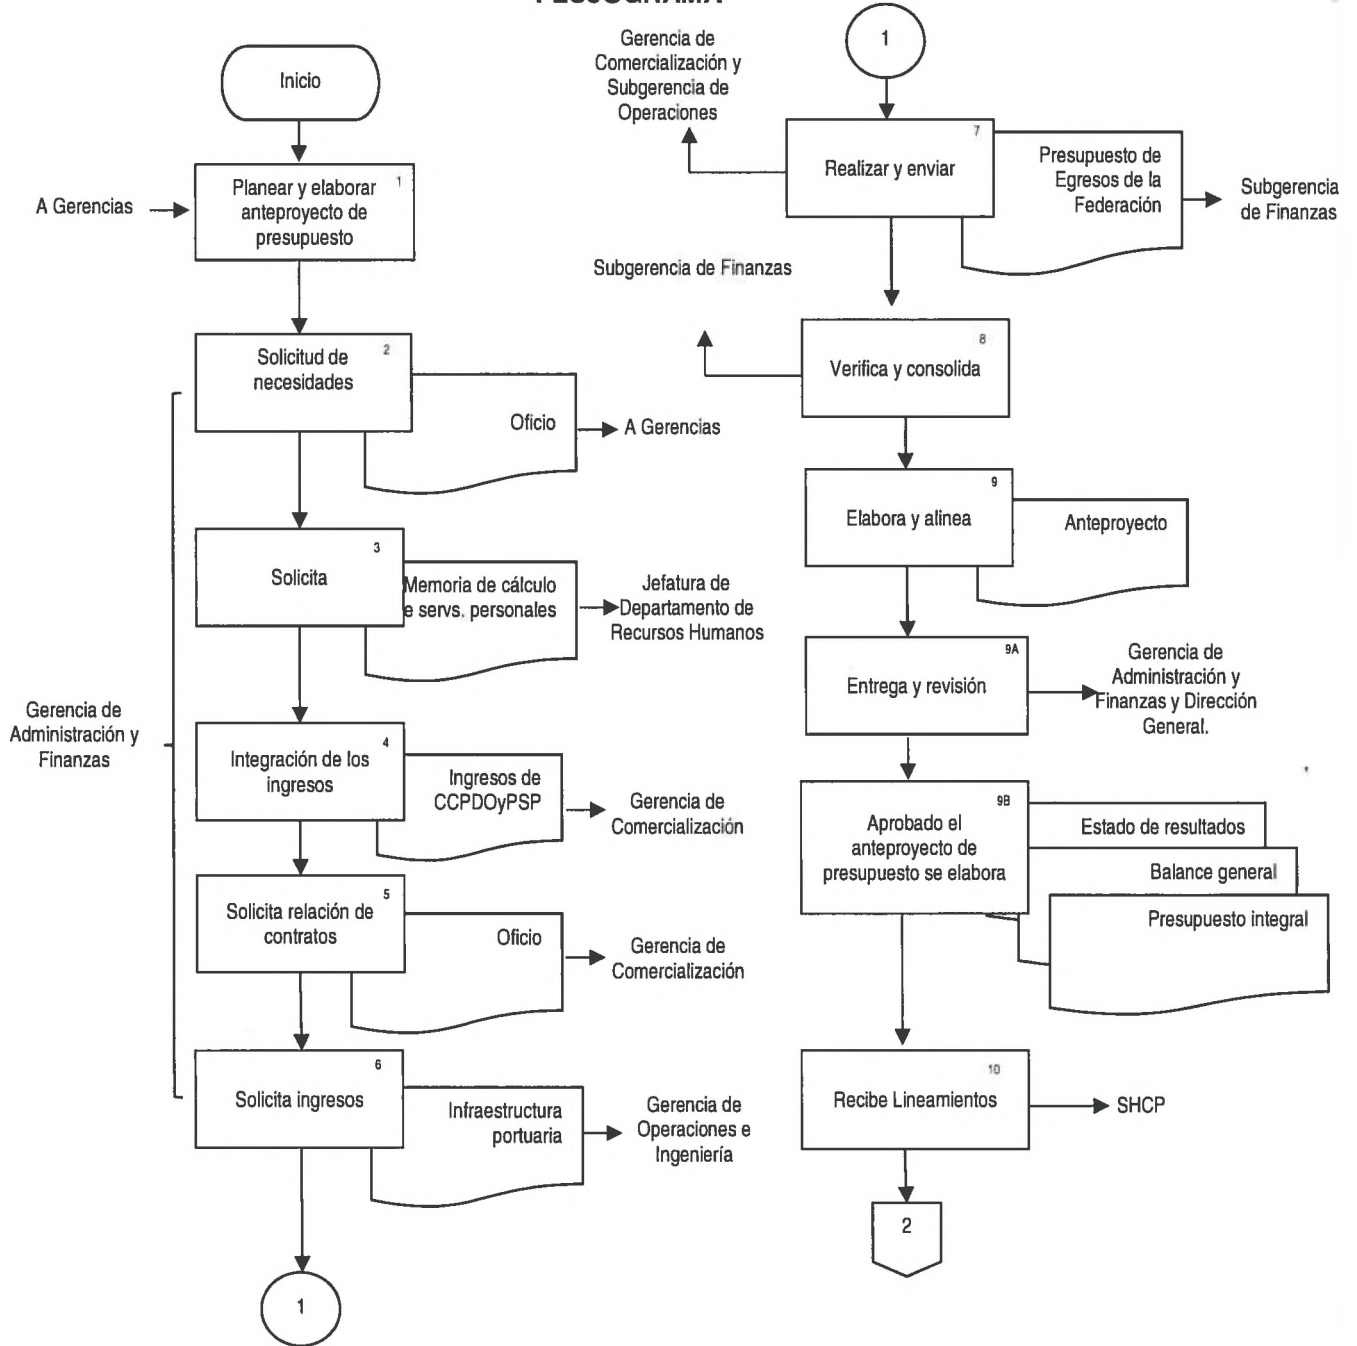 FLUJOGRAMA
Inicio
1
Planear y elaborar
anteproyecto de
presupuesto
A Gerencias
2
Solicitud de
necesidades
Oficio
A Gerencias
3
Solicita
Memoria de cálculo
e servs. personales
Jefatura de
Departamento de
Recursos Humanos
Gerencia de
Administración y
Finanzas
4
Integración de los
ingresos
Ingresos de
CCPDOyPSP
Gerencia de
Comercialización
5
Solicita relación de
contratos
Oficio
Gerencia de
Comercialización
6
Solicita ingresos
Infraestructura
portuaria
Gerencia de
Operaciones e
Ingeniería
1
1
Gerencia de
Comercialización y
Subgerencia de
Operaciones
7
Realizar y enviar
Presupuesto de
Egresos de la
Federación
Subgerencia
de Finanzas
Subgerencia de Finanzas
8
Verifica y consolida
9
Elabora y alinea
Anteproyecto
9A
Entrega y revisión
Gerencia de
Administración y
Finanzas y Dirección
General.
9B
Aprobado el
anteproyecto de
presupuesto se elabora
Estado de resultados
Balance general
Presupuesto integral
10
Recibe Lineamientos
SHCP
2